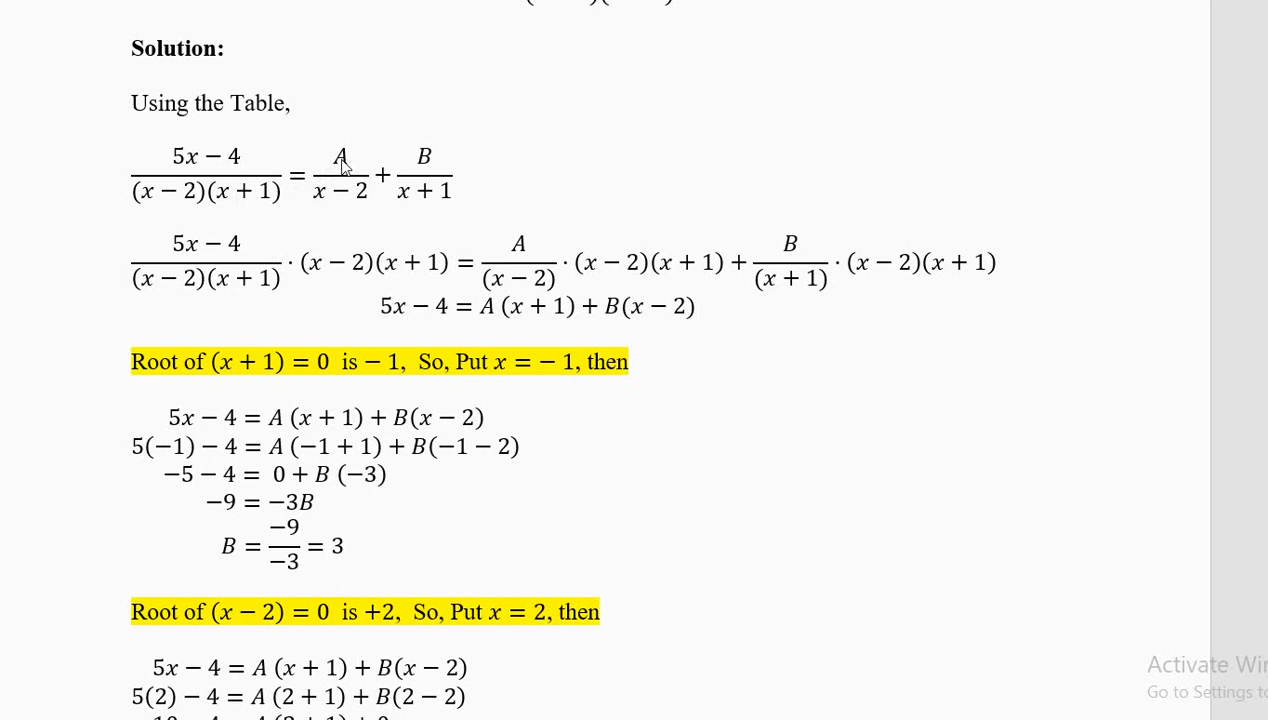 Solution:
Using the Table,
5x − 4 / (x − 2)(x + 1) = A / x − 2 + B / x + 1
5x − 4 / (x − 2)(x + 1) · (x − 2)(x + 1) = A / (x − 2) · (x − 2)(x + 1) + B / (x + 1) · (x − 2)(x + 1)
5x − 4 = A (x + 1) + B(x − 2)
Root of (x + 1) = 0 is − 1, So, Put x = − 1, then
5x − 4 = A (x + 1) + B(x − 2)
5(−1) − 4 = A (−1 + 1) + B(−1 − 2)
−5 − 4 = 0 + B (−3)
−9 = −3B
B = −9 / −3 = 3
Root of (x − 2) = 0 is +2, So, Put x = 2, then
5x − 4 = A (x + 1) + B(x − 2)
5(2) − 4 = A (2 + 1) + B(2 − 2)
Activate Wi
Go to Settings to